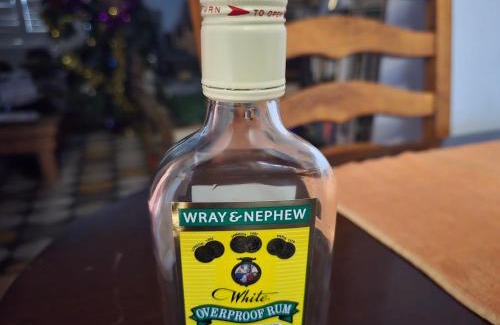 TURN TO OPEN
WRAY & NEPHEW
White
OVERPROOF RUM